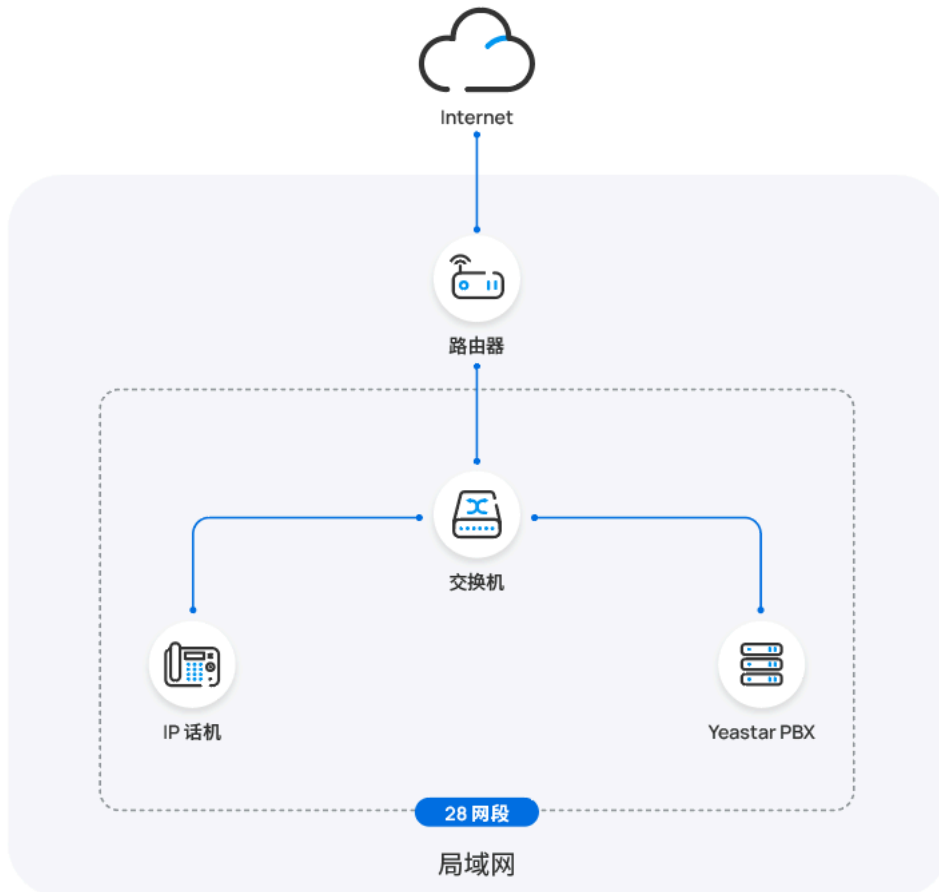 Internet
路由器
交换机
IP 话机
Yeastar PBX
28 网段
局域网